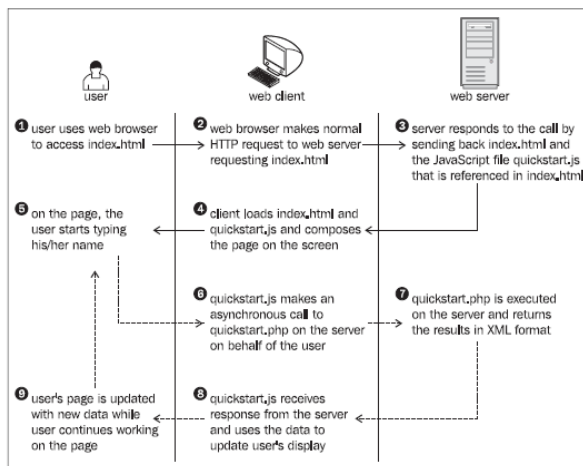 user
web client
web server
1 user uses web browser
to access index.html
2 web browser makes normal
HTTP request to web server
requesting index.html
3 server responds to the call by
sending back index.html and
the JavaScript file quickstart.js
that is referenced in index.html
4 client loads index.html and
quickstart.js and composes
the page on the screen
5 on the page, the
user starts typing
his/her name
6 quickstart.js makes an
asynchronous call to
quickstart.php on the server
on behalf of the user
7 quickstart.php is executed
on the server and returns
the results in XML format
8 quickstart.js receives
response from the server
and uses the data to
update user's display
9 user's page is updated
with new data while
user continues working
on the page